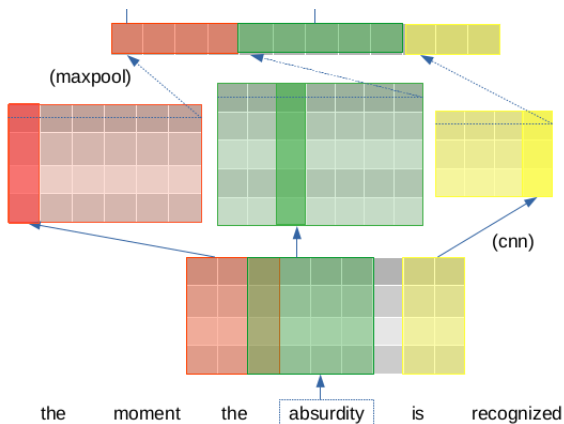 (maxpool)
(cnn)
the moment the absurdity is recognized